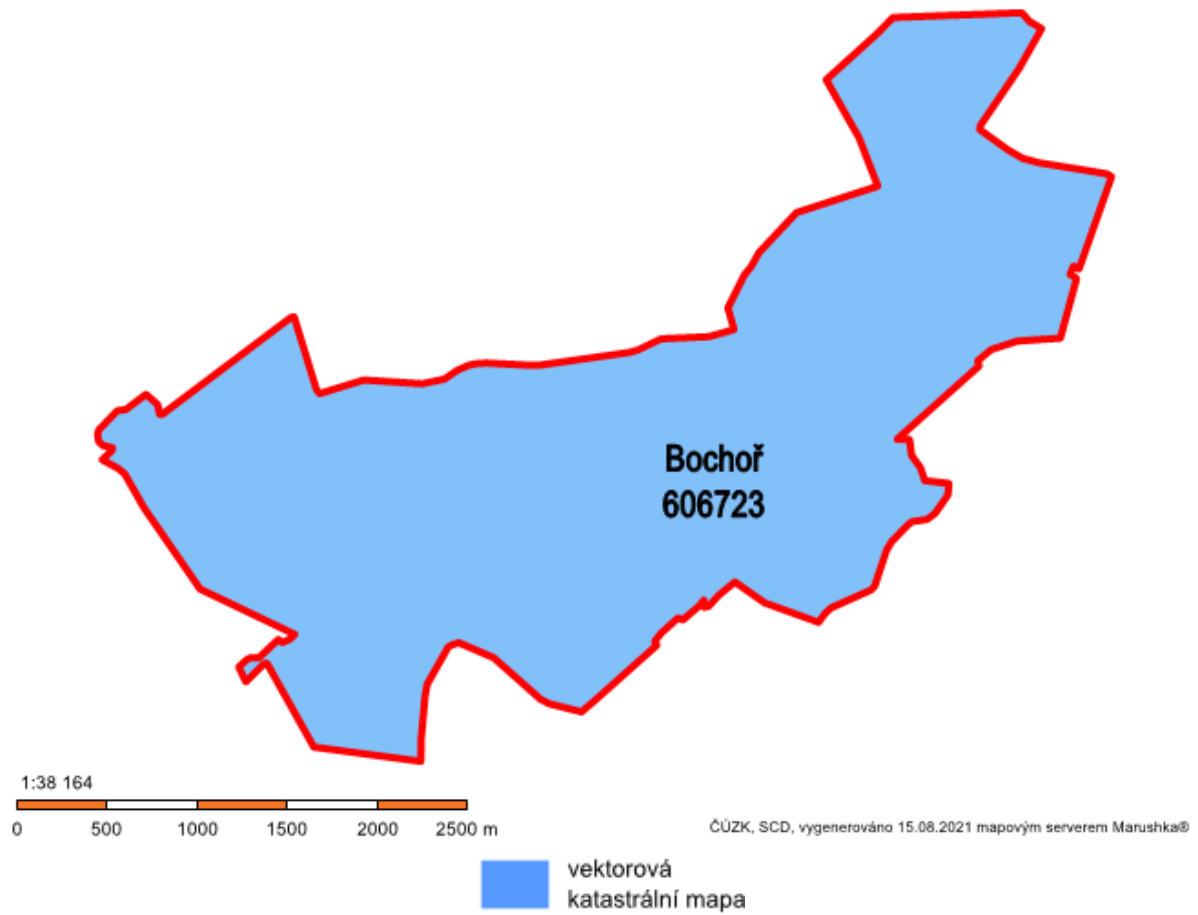 Bochoř
606723
1:38 164
0 500 1000 1500 2000 2500 m
ČÚZK, SCD, vygenerováno 15.08.2021 mapovým serverem Marushka®
vektorová
katastrální mapa